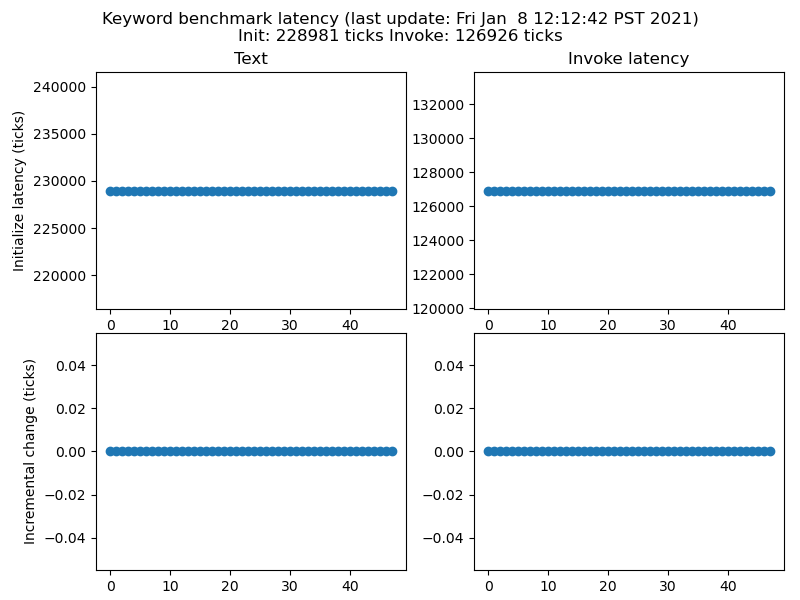 Keyword benchmark latency (last update: Fri Jan  8 12:12:42 PST 2021)
Init: 228981 ticks Invoke: 126926 ticks
Text
Initialize latency (ticks)
240000
235000
230000
225000
220000
0 10 20 30 40
Invoke latency
132000
130000
128000
126000
124000
122000
120000
0 10 20 30 40
Incremental change (ticks)
0.04
0.02
0.00
−0.02
−0.04
0 10 20 30 40
0.04
0.02
0.00
−0.02
−0.04
0 10 20 30 40